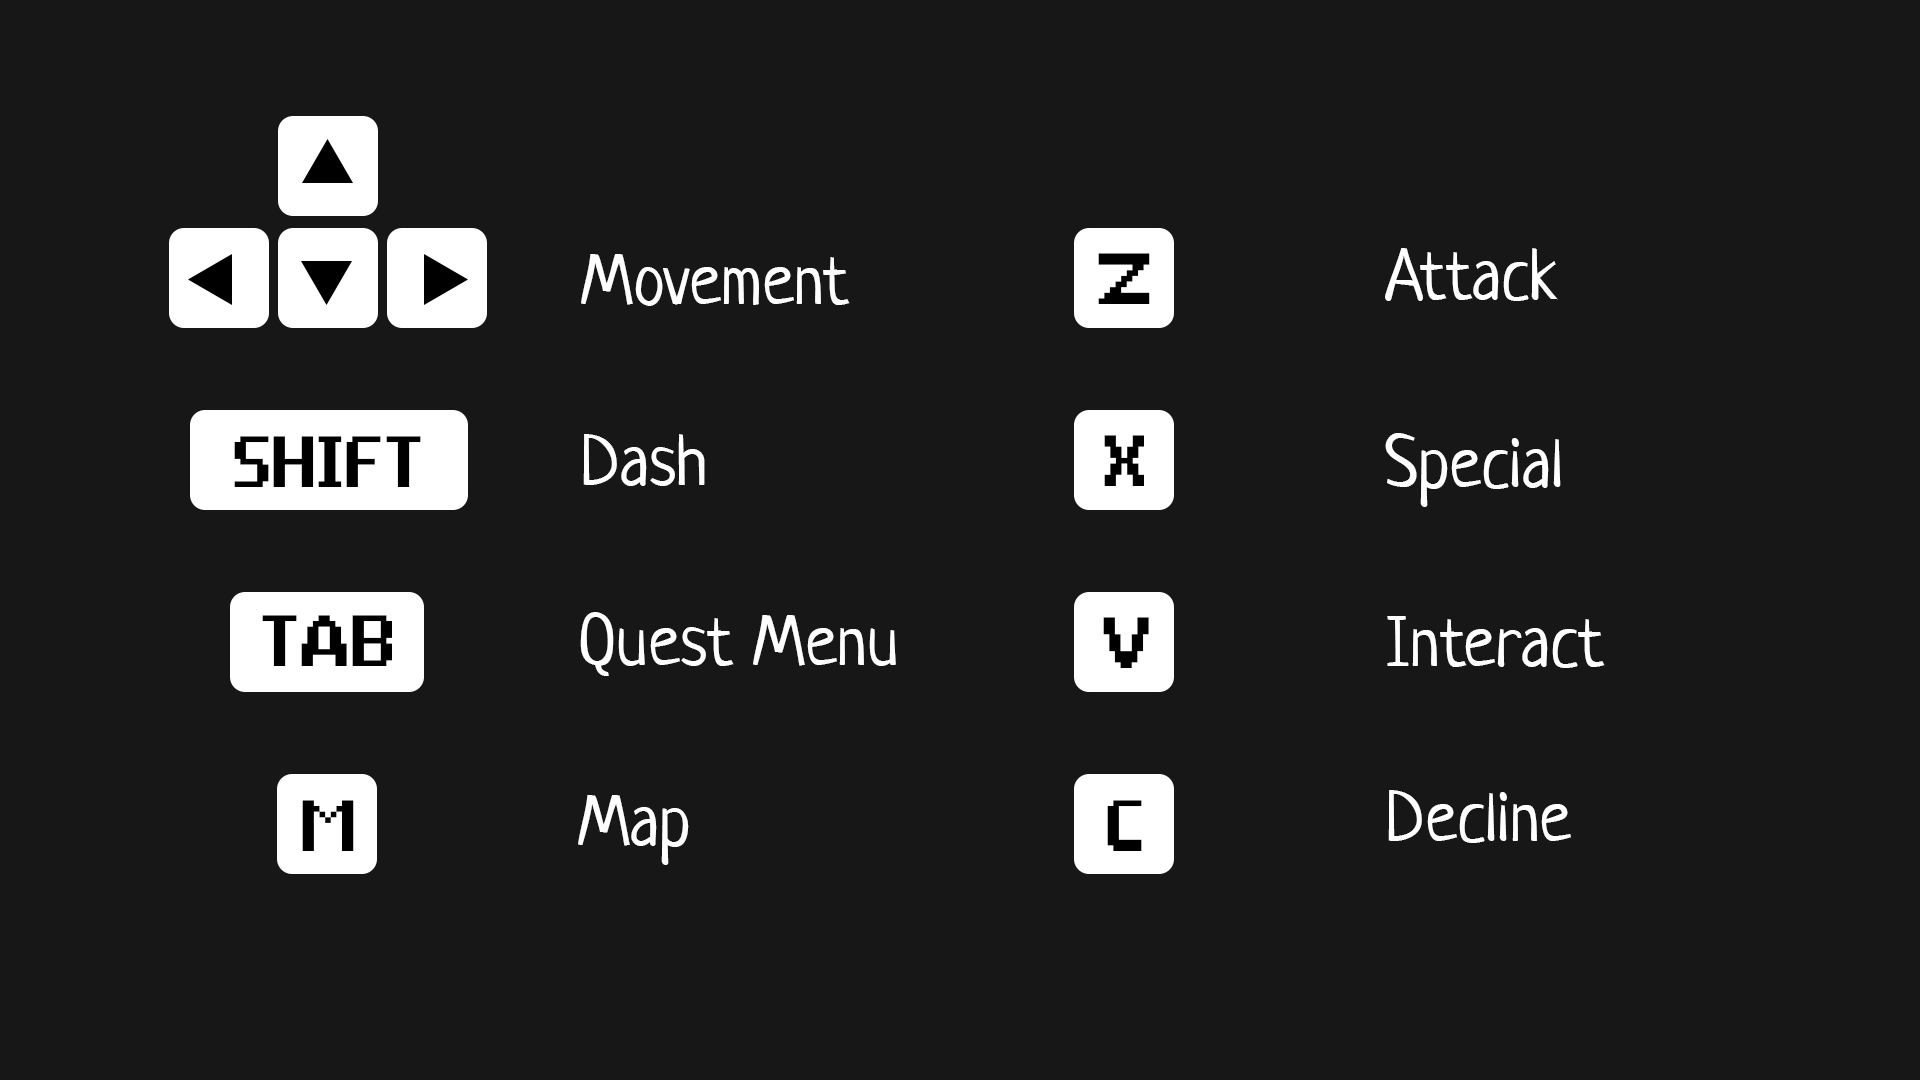 Movement
SHIFT Dash
TAB Quest Menu
M Map
Z Attack
X Special
V Interact
C Decline